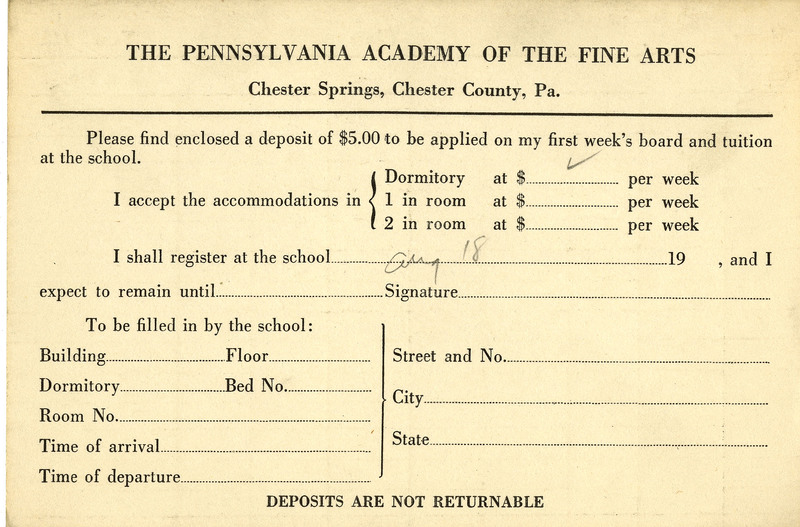 THE PENNSYLVANIA ACADEMY OF THE FINE ARTS
Chester Springs, Chester County, Pa.
Please find enclosed a deposit of $5.00 to be applied on my first week's board and tuition
at the school.
I accept the accommodations in
Dormitory at $ ✓ per week
1 in room at $ per week
2 in room at $ per week
I shall register at the school Aug 18 19 , and I
expect to remain until Signature
To be filled in by the school:
Building Floor
Dormitory Bed No.
Room No.
Time of arrival
Time of departure
Street and No.
City
State
DEPOSITS ARE NOT RETURNABLE